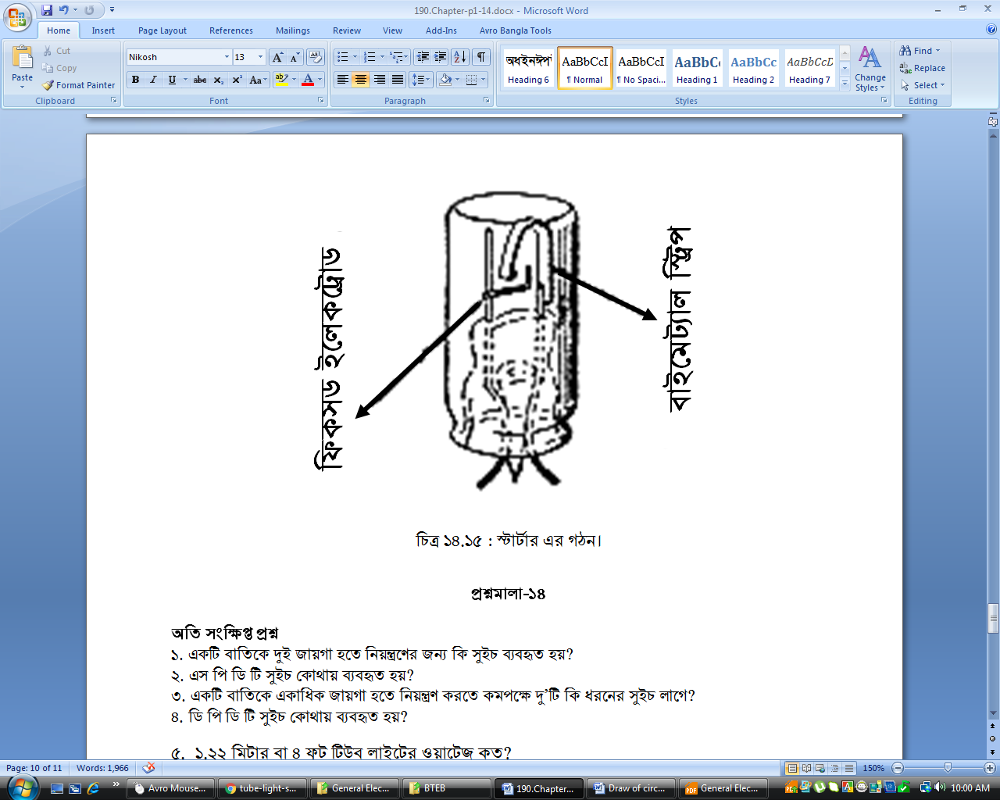 190.Chapter-p1-14.docx - Microsoft Word
Home Insert Page Layout References Mailings Review View Add-Ins Avro Bangla Tools
Paste
Cut
Copy
Format Painter
Clipboard
Nikosh 13
Font
Paragraph
অধইনঈপ AaBbCcI AaBbCcI AaBbC AaBbCc AaBbCcD
Heading 6 ¶ Normal ¶ No Spaci... Heading 1 Heading 2 Heading 7
Change Styles
Styles
Find
Replace
Select
Editing
ফিকসড ইলেকট্রোড
বাইমেট্যাল স্ট্রিপ
চিত্র ১৪.১৫ : স্টার্টার এর গঠন।
প্রশ্নমালা-১৪
অতি সংক্ষিপ্ত প্রশ্ন
১. একটি বাতিকে দুই জায়গা হতে নিয়ন্ত্রণের জন্য কি সুইচ ব্যবহৃত হয়?
২. এস পি ডি টি সুইচ কোথায় ব্যবহৃত হয়?
৩. একটি বাতিকে একাধিক জায়গা হতে নিয়ন্ত্রণ করতে কমপক্ষে দু’টি কি ধরনের সুইচ লাগে?
৪. ডি পি ডি টি সুইচ কোথায় ব্যবহৃত হয়?
৫. ১.২২ মিটার বা ৪ ফুট টিউব লাইটের ওয়াটেজ কত?
Page: 10 of 11 Words: 1,966 150%
Avro Mouse... tube-light-s... General Elec... BTEB 190.Chapter... Draw of circ... General Elec... 10:00 AM